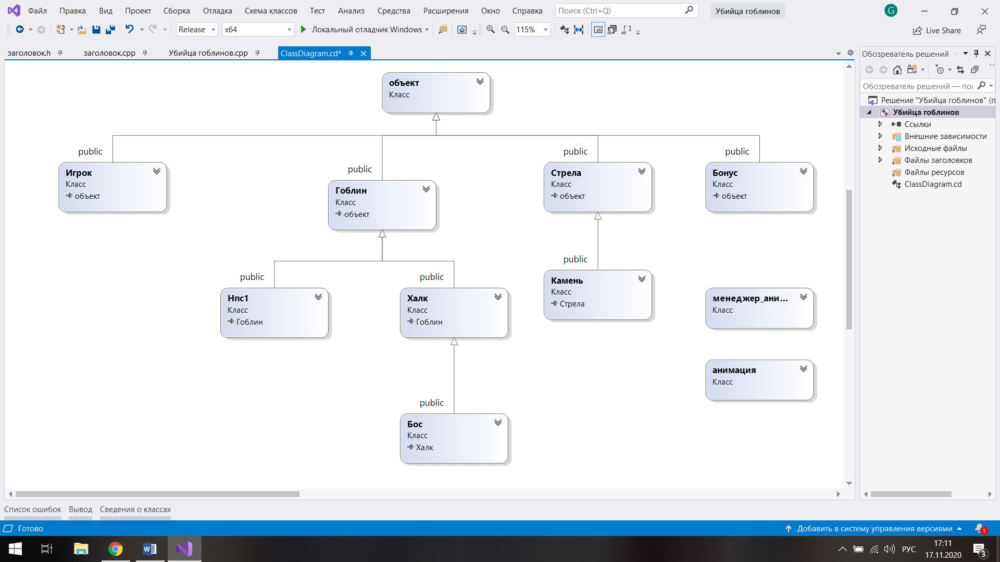 Файл Правка Вид Проект Сборка Отладка Схема классов Тест Анализ Средства Расширения Окно Справка Поиск (Ctrl+Q) Убийца гоблинов G
Release x64 Локальный отладчик Windows 115% Live Share
заголовок.h заголовок.cpp Убийца гоблинов.cpp ClassDiagram.cd*
объект
Класс
public
Игрок
Класс
объект
public
Гоблин
Класс
объект
public
Стрела
Класс
объект
public
Бонус
Класс
объект
public
Нпс1
Класс
Гоблин
public
Халк
Класс
Гоблин
public
Камень
Класс
Стрела
менеджер_ани...
Класс
анимация
Класс
public
Бос
Класс
Халк
Обозреватель решений
Обозреватель решений — пои
Решение "Убийца гоблинов" (п
Убийца гоблинов
Ссылки
Внешние зависимости
Исходные файлы
Файлы заголовков
Файлы ресурсов
ClassDiagram.cd
Список ошибок Вывод Сведения о классах
Готово Добавить в систему управления версиями 1
РУС 17:11
17.11.2020 3